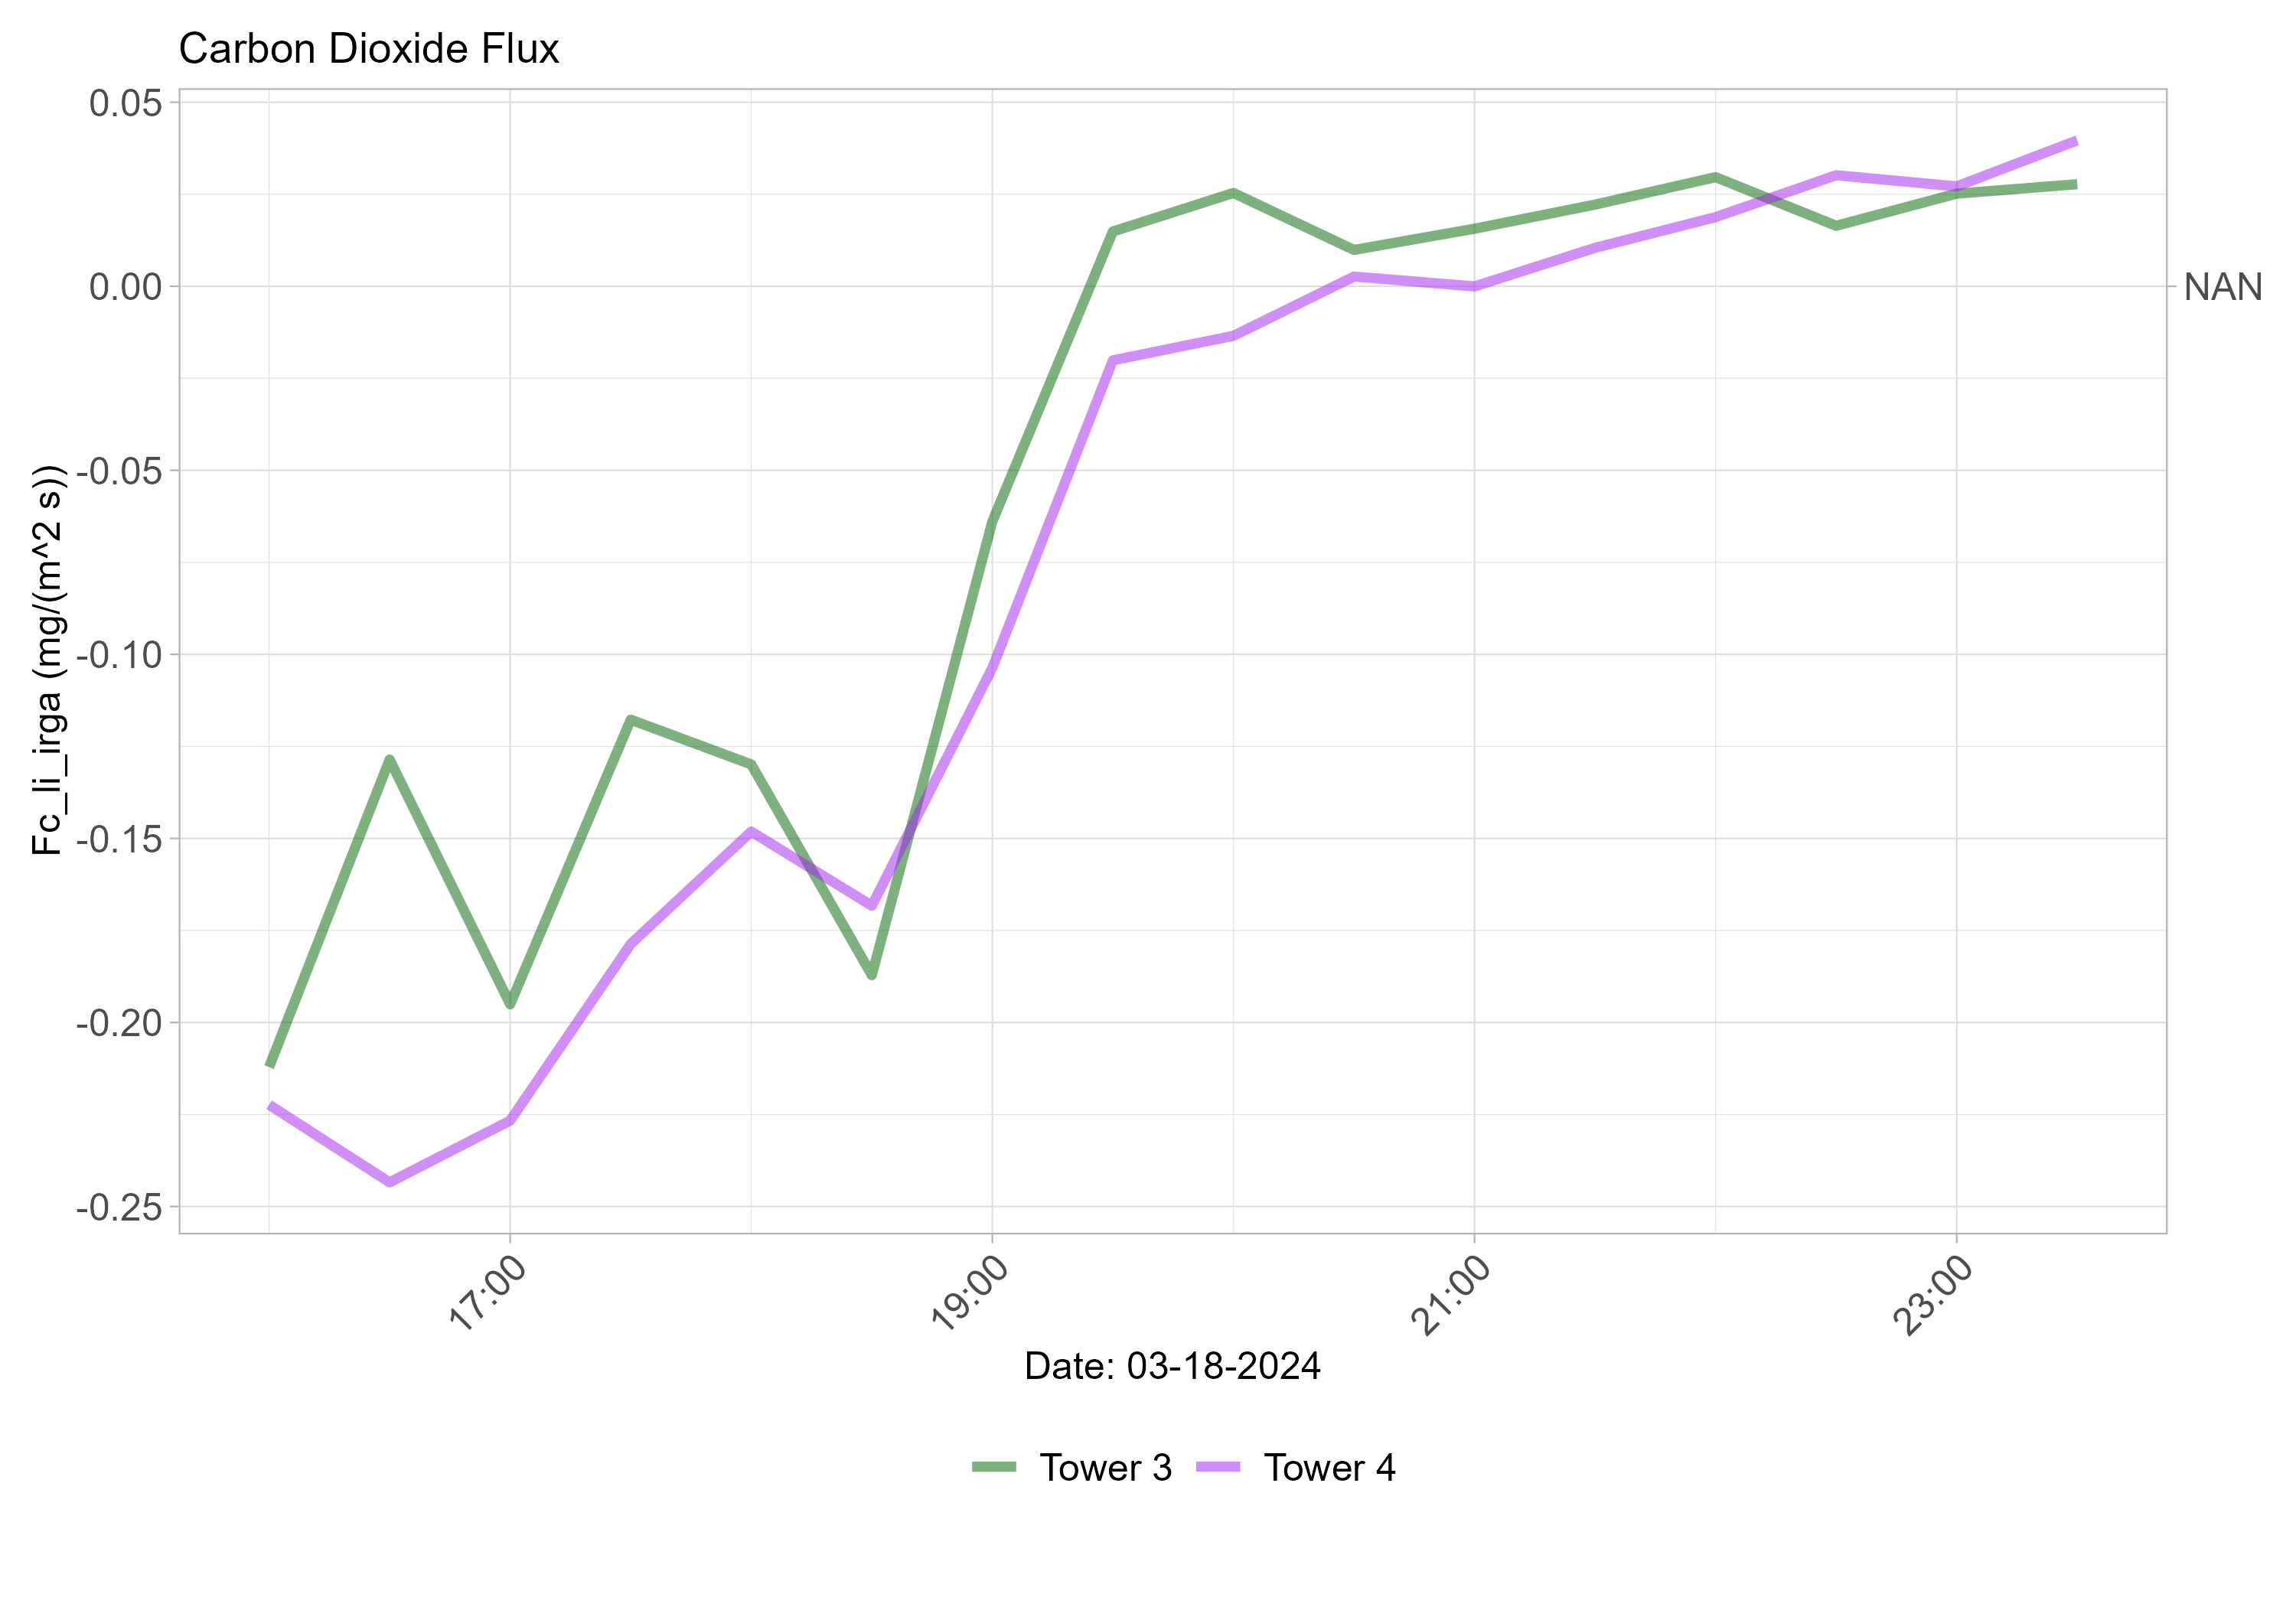 Carbon Dioxide Flux
Fc_li_irga (mg/(m^2 s))
0.05
0.00
-0.05
-0.10
-0.15
-0.20
-0.25
NAN
17:00
19:00
21:00
23:00
Date: 03-18-2024
Tower 3
Tower 4